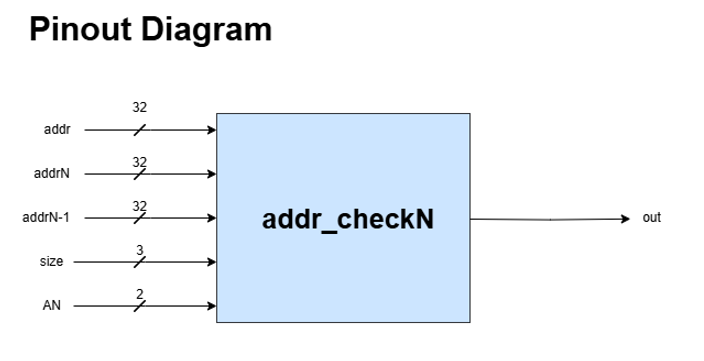 Pinout Diagram
32
addr
32
addrN
32
addrN-1
3
size
2
AN
addr_checkN
out